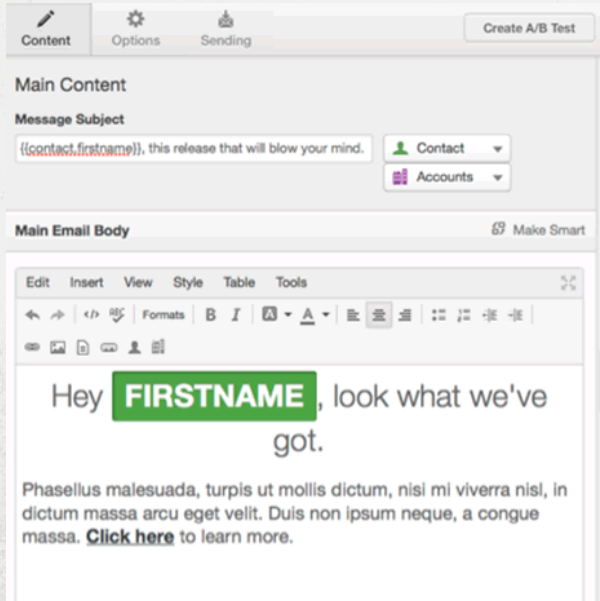 Content
Options
Sending
Create A/B Test
Main Content
Message Subject
{{contact.firstname}}, this release that will blow your mind.
Contact
Accounts
Main Email Body
Make Smart
Edit Insert View Style Table Tools
</> ABC Formats B I A A
Hey FIRSTNAME, look what we've
got.
Phasellus malesuada, turpis ut mollis dictum, nisi mi viverra nisl, in
dictum massa arcu eget velit. Duis non ipsum neque, a congue
massa. Click here to learn more.